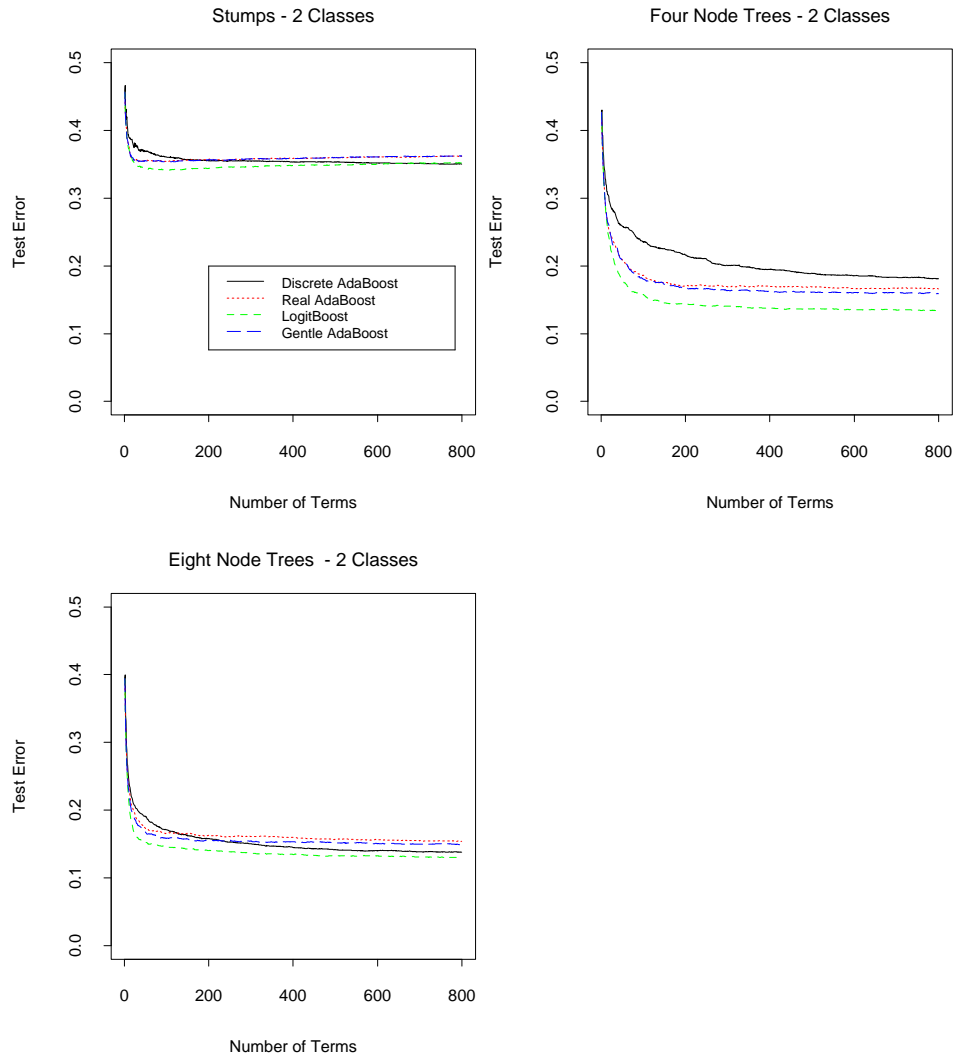 Stumps - 2 Classes
Test Error
0.0 0.1 0.2 0.3 0.4 0.5
Discrete AdaBoost
Real AdaBoost
LogitBoost
Gentle AdaBoost
0 200 400 600 800
Number of Terms
Four Node Trees - 2 Classes
Test Error
0.0 0.1 0.2 0.3 0.4 0.5
0 200 400 600 800
Number of Terms
Eight Node Trees - 2 Classes
Test Error
0.0 0.1 0.2 0.3 0.4 0.5
0 200 400 600 800
Number of Terms